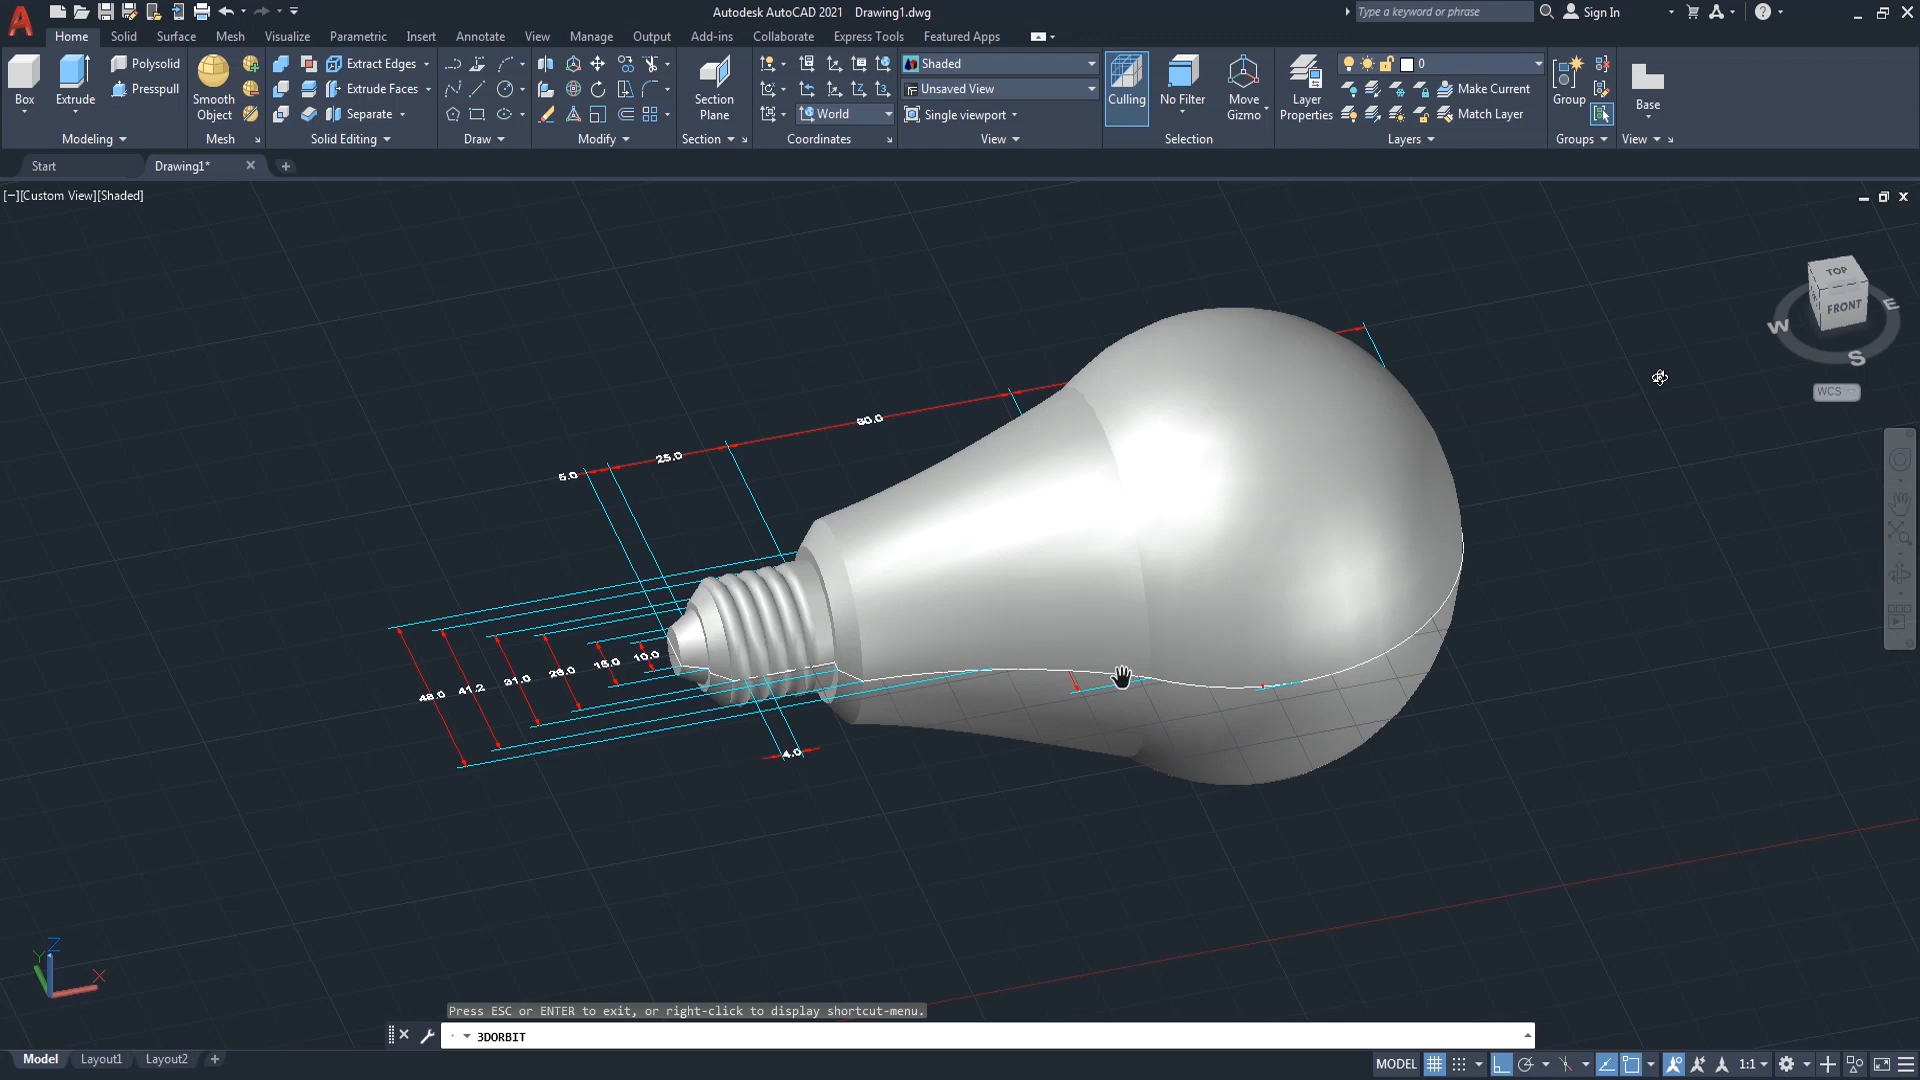 Autodesk AutoCAD 2021 Drawing1.dwg
Type a keyword or phrase
Sign In
Home Solid Surface Mesh Visualize Parametric Insert Annotate View Manage Output Add-ins Collaborate Express Tools Featured Apps
Box
Extrude
Polysolid
Presspull
Modeling
Smooth Object
Mesh
Extract Edges
Extrude Faces
Separate
Solid Editing
Draw
Modify
Section Plane
Section
World
Coordinates
Shaded
Unsaved View
Single viewport
View
Culling
No Filter
Move Gizmo
Selection
Layer Properties
0
Make Current
Match Layer
Layers
Group
Groups
Base
View
Start
Drawing1*
[−][Custom View][Shaded]
TOP
FRONT
W
E
S
WCS
60.0
25.0
5.0
48.0
41.2
31.0
26.0
15.0
10.0
4.0
Z
Y
X
Press ESC or ENTER to exit, or right-click to display shortcut-menu.
3DORBIT
Model Layout1 Layout2
MODEL
1:1